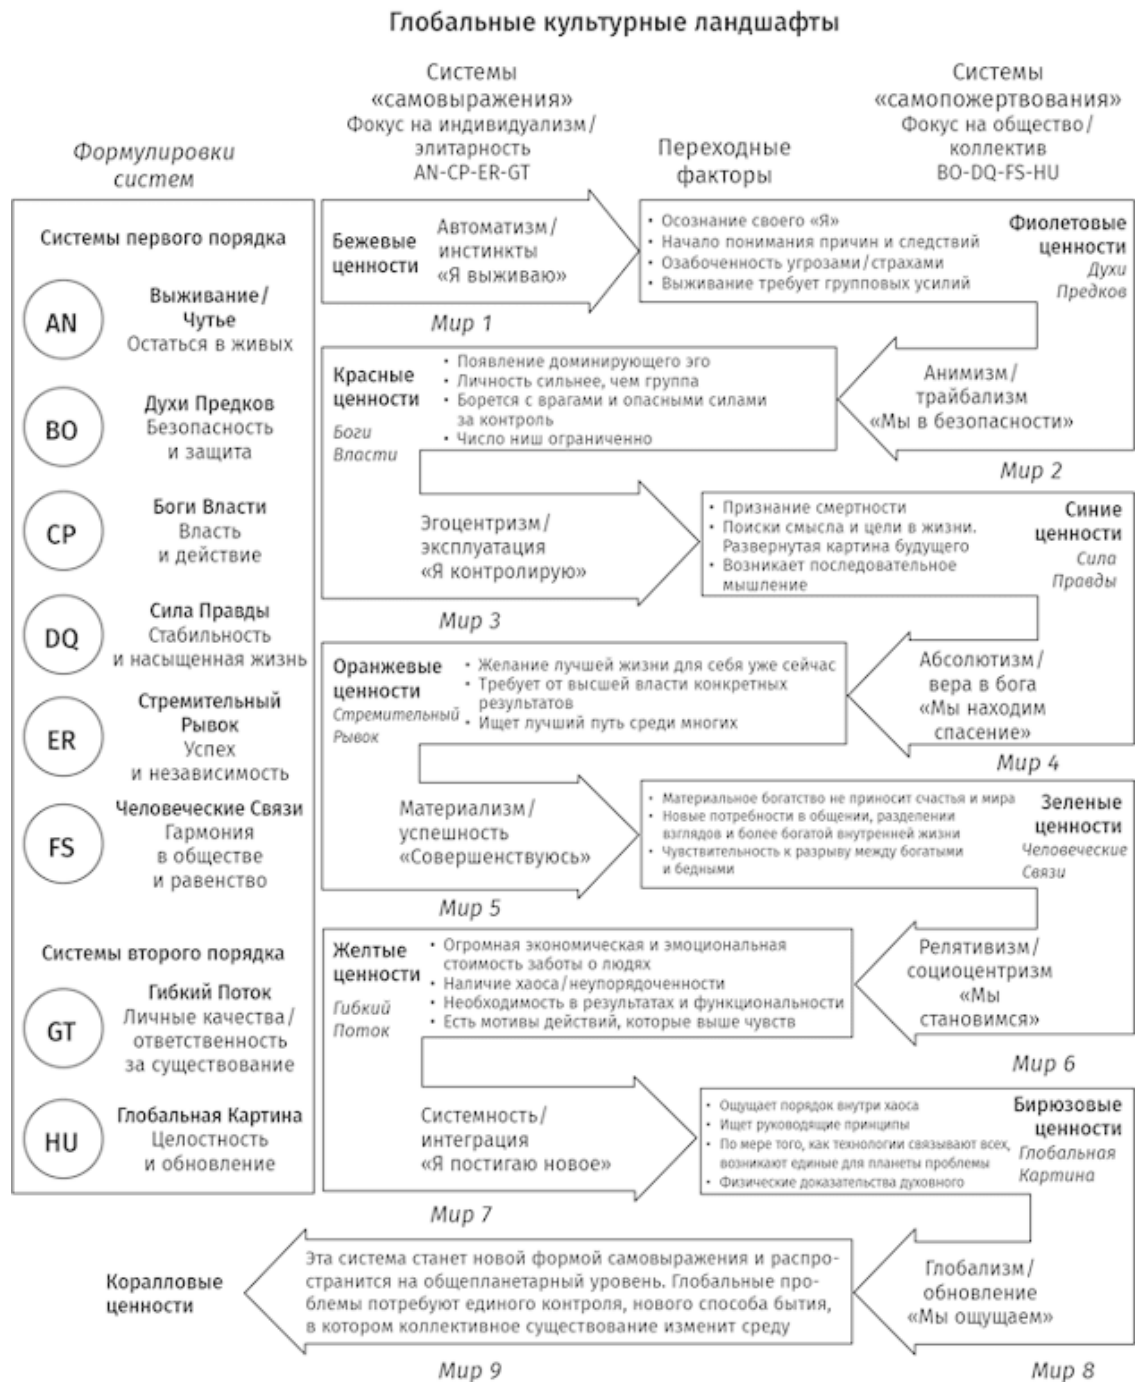 Глобальные культурные ландшафты
Формулировки
систем
Системы
«самовыражения»
Фокус на индивидуализм/
элитарность
AN-CP-ER-GT
Переходные
факторы
Системы
«самопожертвования»
Фокус на общество/
коллектив
BO-DQ-FS-HU
Системы первого порядка
AN
Выживание/
Чутье
Остаться в живых
BO
Духи Предков
Безопасность
и защита
CP
Боги Власти
Власть
и действие
DQ
Сила Правды
Стабильность
и насыщенная жизнь
ER
Стремительный
Рывок
Успех
и независимость
FS
Человеческие Связи
Гармония
в обществе
и равенство
Системы второго порядка
GT
Гибкий Поток
Личные качества/
ответственность
за существование
HU
Глобальная Картина
Целостность
и обновление
Бежевые
ценности
Автоматизм/
инстинкты
«Я выживаю»
Мир 1
• Осознание своего «Я»
• Начало понимания причин и следствий
• Озабоченность угрозами/страхами
• Выживание требует групповых усилий
Фиолетовые
ценности
Духи
Предков
Анимизм/
трайбализм
«Мы в безопасности»
Мир 2
Красные
ценности
Боги
Власти
• Появление доминирующего эго
• Личность сильнее, чем группа
• Борется с врагами и опасными силами
за контроль
• Число ниш ограниченно
Эгоцентризм/
эксплуатация
«Я контролирую»
Мир 3
• Признание смертности
• Поиски смысла и цели в жизни.
Развернутая картина будущего
• Возникает последовательное
мышление
Синие
ценности
Сила
Правды
Абсолютизм/
вера в бога
«Мы находим
спасение»
Мир 4
Оранжевые
ценности
Стремительный
Рывок
• Желание лучшей жизни для себя уже сейчас
• Требует от высшей власти конкретных
результатов
• Ищет лучший путь среди многих
Материализм/
успешность
«Совершенствуюсь»
Мир 5
• Материальное богатство не приносит счастья и мира
• Новые потребности в общении, разделении
взглядов и более богатой внутренней жизни
• Чувствительность к разрыву между богатыми
и бедными
Зеленые
ценности
Человеческие
Связи
Релятивизм/
социоцентризм
«Мы
становимся»
Мир 6
Желтые
ценности
Гибкий
Поток
• Огромная экономическая и эмоциональная
стоимость заботы о людях
• Наличие хаоса/неупорядоченности
• Необходимость в результатах и функциональности
• Есть мотивы действий, которые выше чувств
Системность/
интеграция
«Я постигаю новое»
Мир 7
• Ощущает порядок внутри хаоса
• Ищет руководящие принципы
• По мере того, как технологии связывают всех,
возникают единые для планеты проблемы
• Физические доказательства духовного
Бирюзовые
ценности
Глобальная
Картина
Глобализм/
обновление
«Мы ощущаем»
Мир 8
Коралловые
ценности
Эта система станет новой формой самовыражения и распро-
странится на общепланетарный уровень. Глобальные про-
блемы потребуют единого контроля, нового способа бытия,
в котором коллективное существование изменит среду
Мир 9